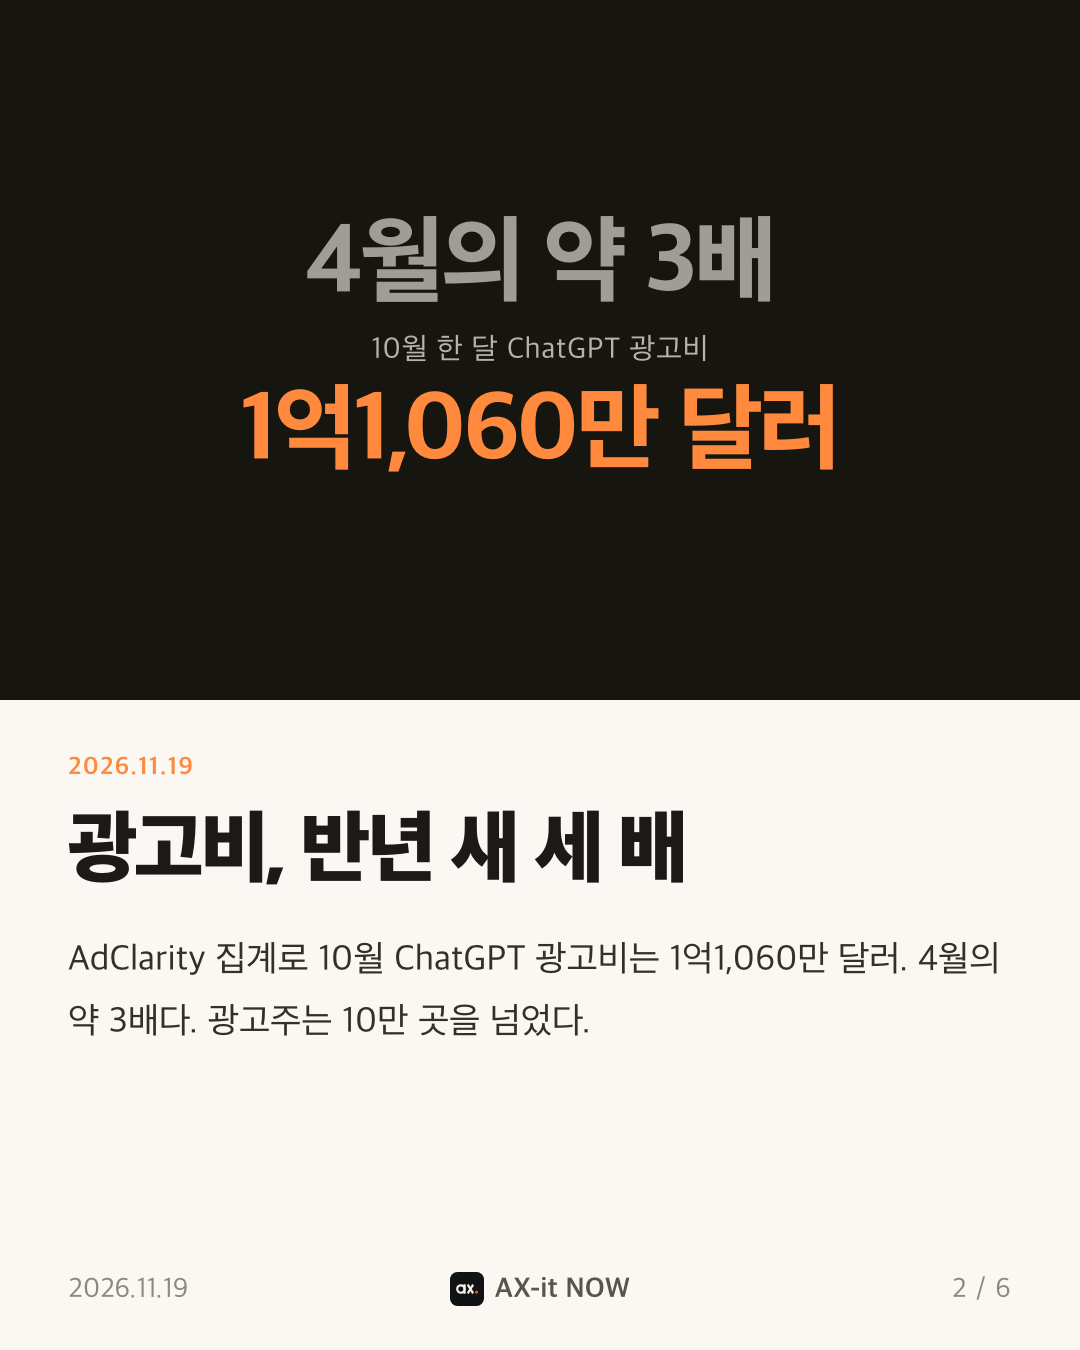 4월의 약 3배
10월 한 달 ChatGPT 광고비
1억1,060만 달러
2026.11.19
광고비, 반년 새 세 배
AdClarity 집계로 10월 ChatGPT 광고비는 1억1,060만 달러. 4월의
약 3배다. 광고주는 10만 곳을 넘었다.
2026.11.19
ax.
AX-it NOW
2 / 6